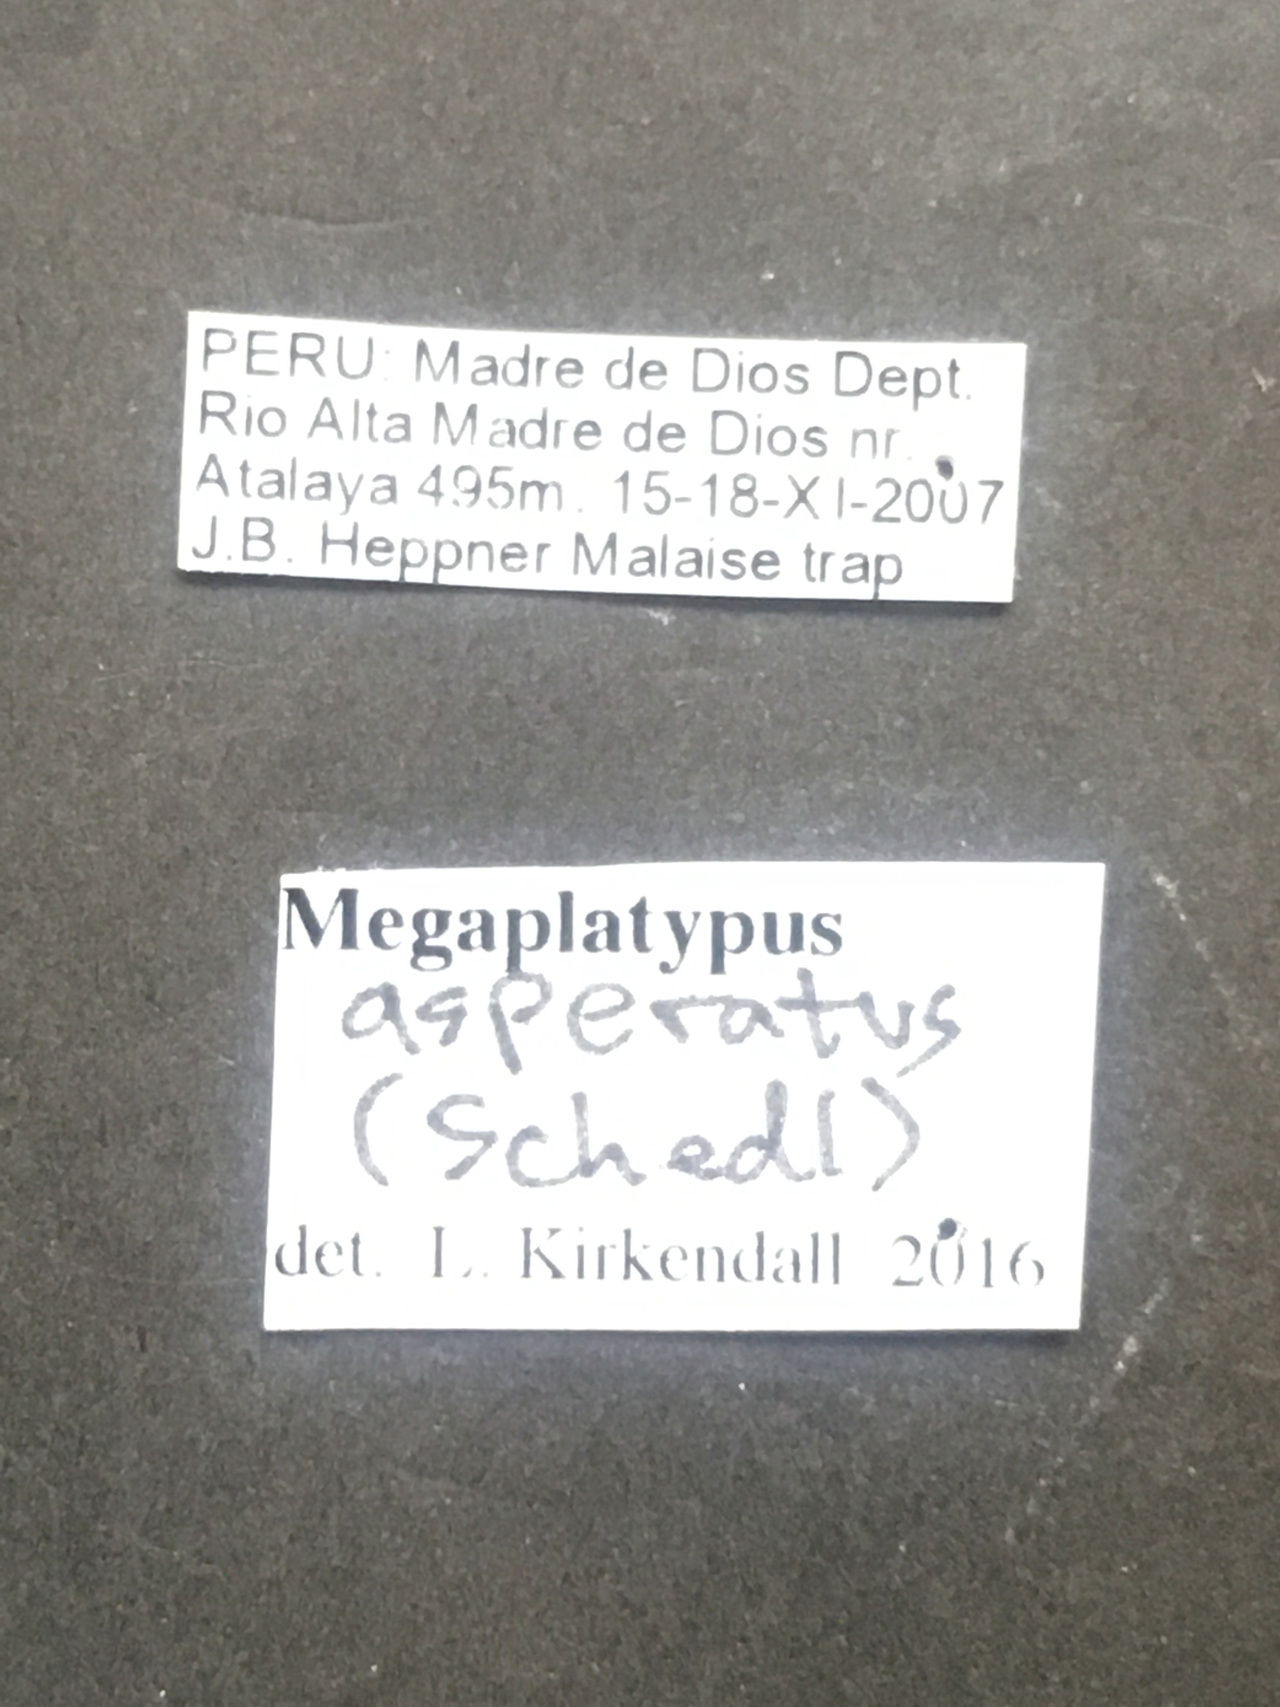 PERU: Madre de Dios Dept.
Rio Alta Madre de Dios nr.
Atalaya 495m. 15-18-XI-2007
J.B. Heppner Malaise trap
Megaplatypus
asperatus
(Schedl)
det. L. Kirkendall 2016